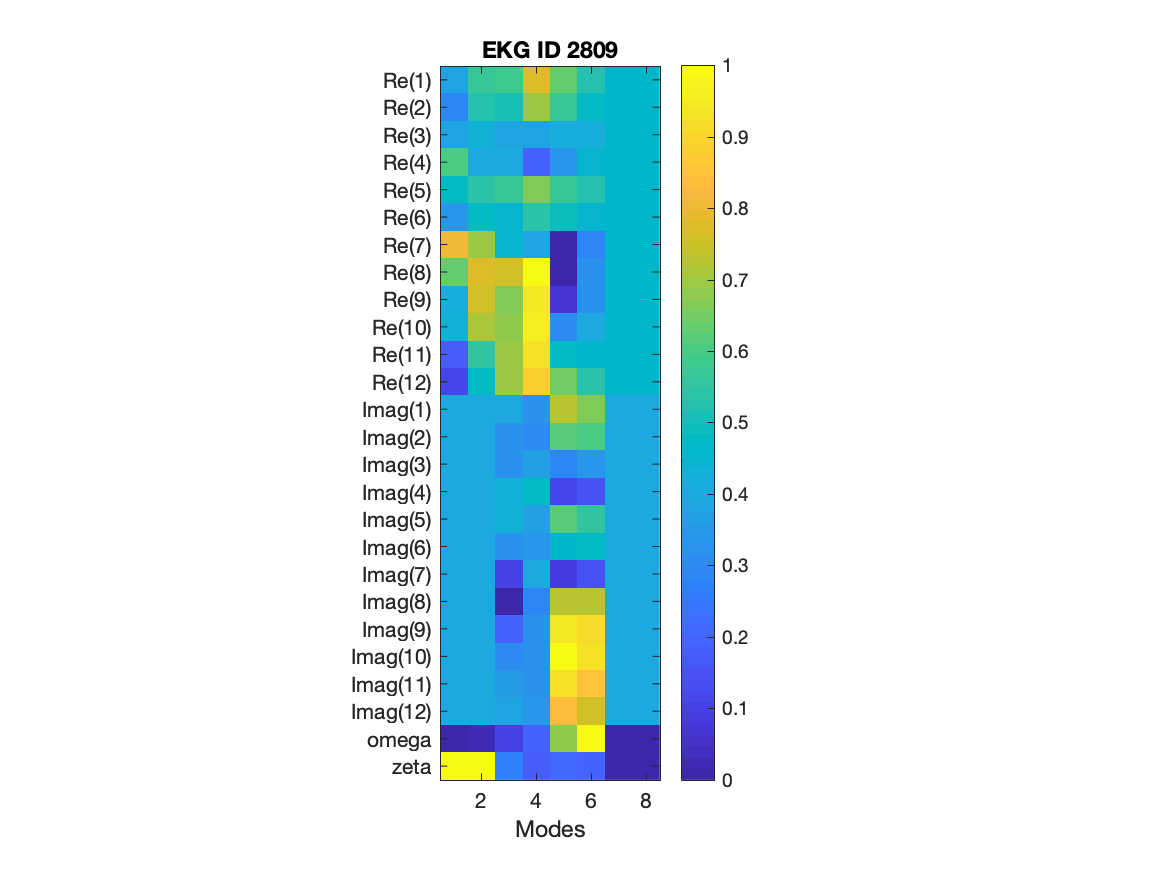 EKG ID 2809
Re(1)
Re(2)
Re(3)
Re(4)
Re(5)
Re(6)
Re(7)
Re(8)
Re(9)
Re(10)
Re(11)
Re(12)
Imag(1)
Imag(2)
Imag(3)
Imag(4)
Imag(5)
Imag(6)
Imag(7)
Imag(8)
Imag(9)
Imag(10)
Imag(11)
Imag(12)
omega
zeta
2 4 6 8
Modes
1
0.9
0.8
0.7
0.6
0.5
0.4
0.3
0.2
0.1
0